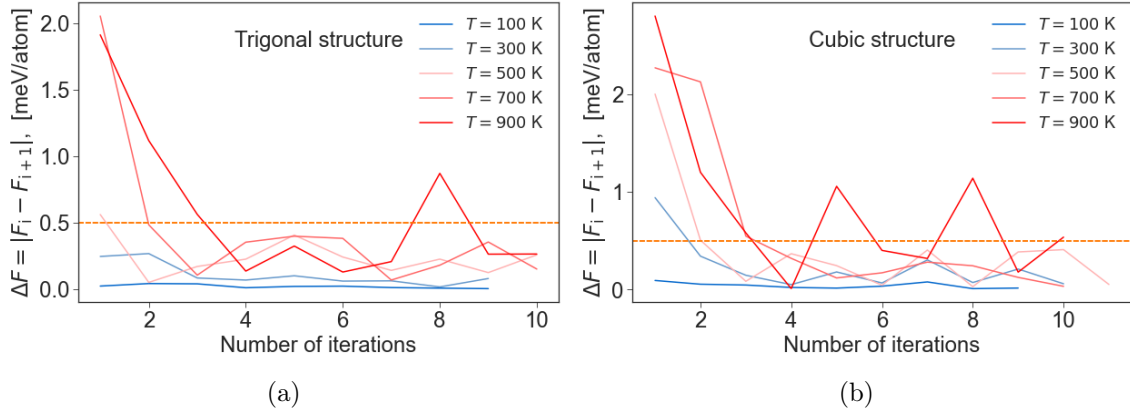 Trigonal structure
T = 100 K
T = 300 K
T = 500 K
T = 700 K
T = 900 K
ΔF = |F_i − F_{i+1}|, [meV/atom]
2.0
1.5
1.0
0.5
0.0
2 4 6 8 10
Number of iterations
(a)
Cubic structure
T = 100 K
T = 300 K
T = 500 K
T = 700 K
T = 900 K
ΔF = |F_i − F_{i+1}|, [meV/atom]
2
1
0
2 4 6 8 10
Number of iterations
(b)